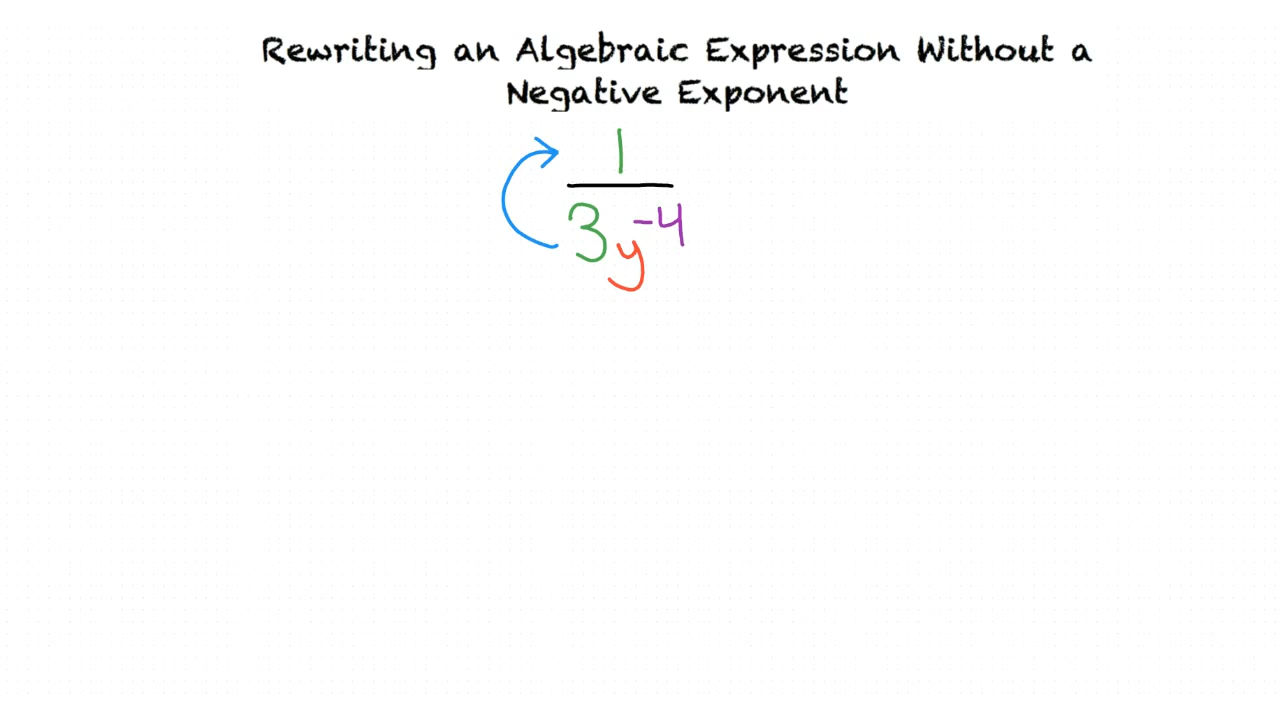 Rewriting an Algebraic Expression Without a
Negative Exponent
1
3y⁻⁴